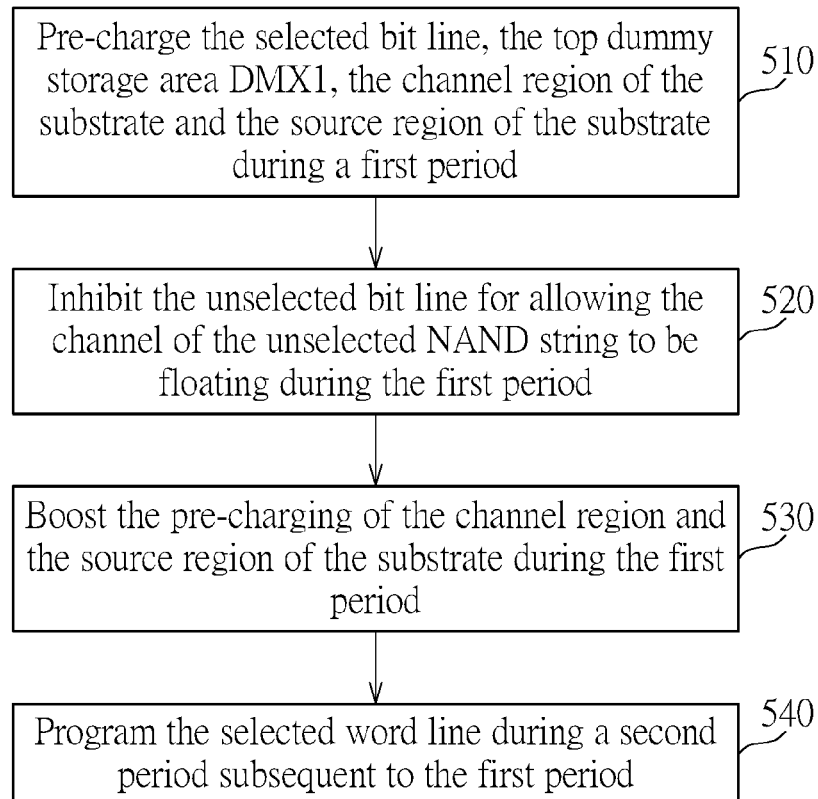 Pre-charge the selected bit line, the top dummy
storage area DMX1, the channel region of the
substrate and the source region of the substrate
during a first period
510
Inhibit the unselected bit line for allowing the
channel of the unselected NAND string to be
floating during the first period
520
Boost the pre-charging of the channel region and
the source region of the substrate during the first
period
530
Program the selected word line during a second
period subsequent to the first period
540